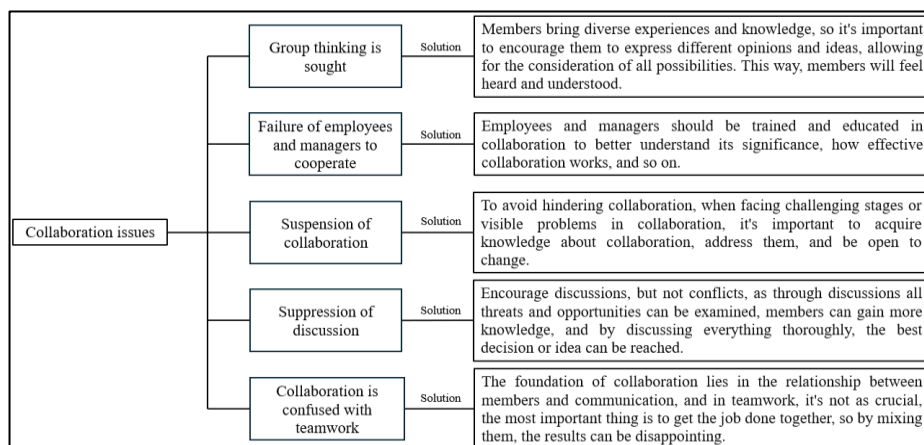 Group thinking is
sought
Solution
Members bring diverse experiences and knowledge, so it's important
to encourage them to express different opinions and ideas, allowing
for the consideration of all possibilities. This way, members will feel
heard and understood.
Failure of employees
and managers to
cooperate
Solution
Employees and managers should be trained and educated in
collaboration to better understand its significance, how effective
collaboration works, and so on.
Collaboration issues
Suspension of
collaboration
Solution
To avoid hindering collaboration, when facing challenging stages or
visible problems in collaboration, it's important to acquire
knowledge about collaboration, address them, and be open to
change.
Suppression of
discussion
Solution
Encourage discussions, but not conflicts, as through discussions all
threats and opportunities can be examined, members can gain more
knowledge, and by discussing everything thoroughly, the best
decision or idea can be reached.
Collaboration is
confused with
teamwork
Solution
The foundation of collaboration lies in the relationship between
members and communication, and in teamwork, it's not as crucial,
the most important thing is to get the job done together, so by mixing
them, the results can be disappointing.